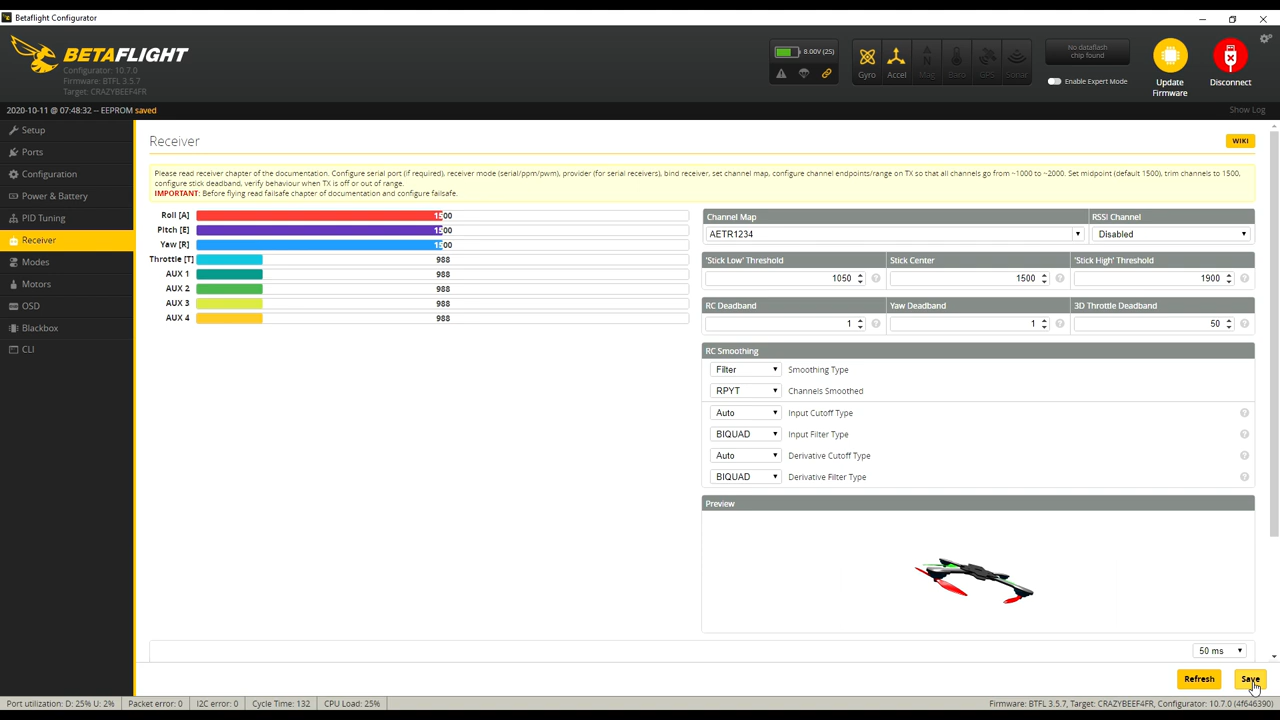 Betaflight Configurator
BETAFLIGHT
Configurator: 10.7.0
Firmware: BTFL 3.5.7
Target: CRAZYBEEF4FR
8.00V (2S)
Gyro
Accel
Mag
Baro
GPS
Sonar
No dataflash
chip found
Enable Expert Mode
Update
Firmware
Disconnect
2020-10-11 @ 07:48:32 -- EEPROM saved
Show Log
Setup
Ports
Configuration
Power & Battery
PID Tuning
Receiver
Modes
Motors
OSD
Blackbox
CLI
Receiver
WIKI
Please read receiver chapter of the documentation. Configure serial port (if required), receiver mode (serial/ppm/pwm), provider (for serial receivers), bind receiver, set channel map, configure channel endpoints/range on TX so that all channels go from ~1000 to ~2000. Set midpoint (default 1500), trim channels to 1500,
configure stick deadband, verify behaviour when TX is off or out of range.
IMPORTANT: Before flying read failsafe chapter of documentation and configure failsafe.
Roll [A] 1500
Pitch [E] 1500
Yaw [R] 1500
Throttle [T] 988
AUX 1 988
AUX 2 988
AUX 3 988
AUX 4 988
Channel Map RSSI Channel
AETR1234 Disabled
'Stick Low' Threshold Stick Center 'Stick High' Threshold
1050 1500 1900
RC Deadband Yaw Deadband 3D Throttle Deadband
1 1 50
RC Smoothing
Filter Smoothing Type
RPYT Channels Smoothed
Auto Input Cutoff Type
BIQUAD Input Filter Type
Auto Derivative Cutoff Type
BIQUAD Derivative Filter Type
Preview
50 ms
Refresh Save
Port utilization: D: 25% U: 2% Packet error: 0 I2C error: 0 Cycle Time: 132 CPU Load: 25% Firmware: BTFL 3.5.7, Target: CRAZYBEEF4FR, Configurator: 10.7.0 (4f646390)